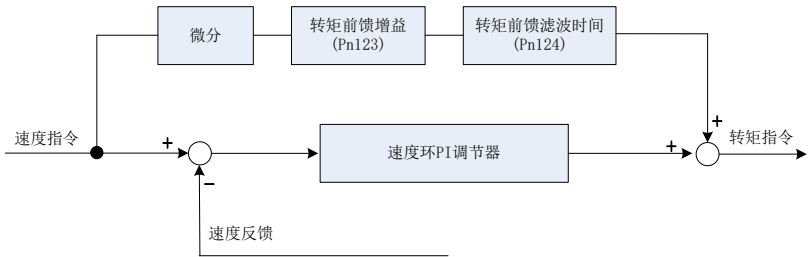 微分
转矩前馈增益
(Pn123)
转矩前馈滤波时间
(Pn124)
速度指令
+
−
速度环PI调节器
+
+
转矩指令
速度反馈